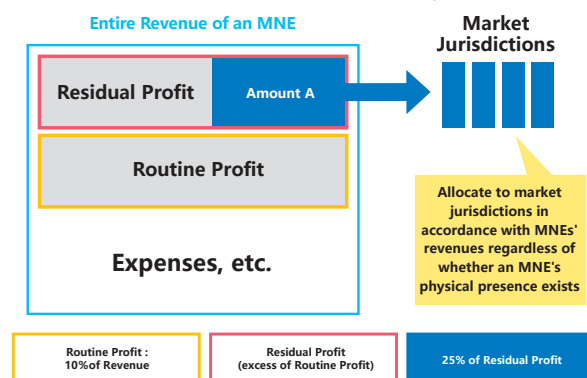 Entire Revenue of an MNE
Market
Jurisdictions
Residual Profit
Amount A
Routine Profit
Expenses, etc.
Allocate to market
jurisdictions in
accordance with MNEs'
revenues regardless of
whether an MNE's
physical presence exists
Routine Profit :
10%of Revenue
Residual Profit
(excess of Routine Profit)
25% of Residual Profit